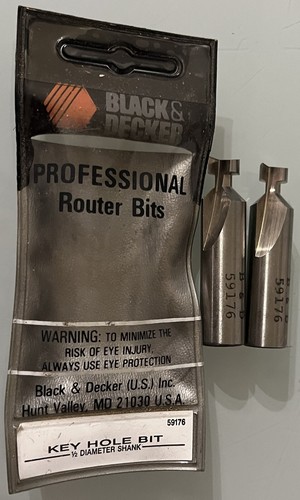 BLACK&
DECKER
PROFESSIONAL
Router Bits
WARNING: TO MINIMIZE THE
RISK OF EYE INJURY,
ALWAYS USE EYE PROTECTION
Black & Decker (U.S.) Inc.
Hunt Valley, MD 21030 U.S.A.
59176
KEY HOLE BIT
½ DIAMETER SHANK
B & D
59176
B & D
59176